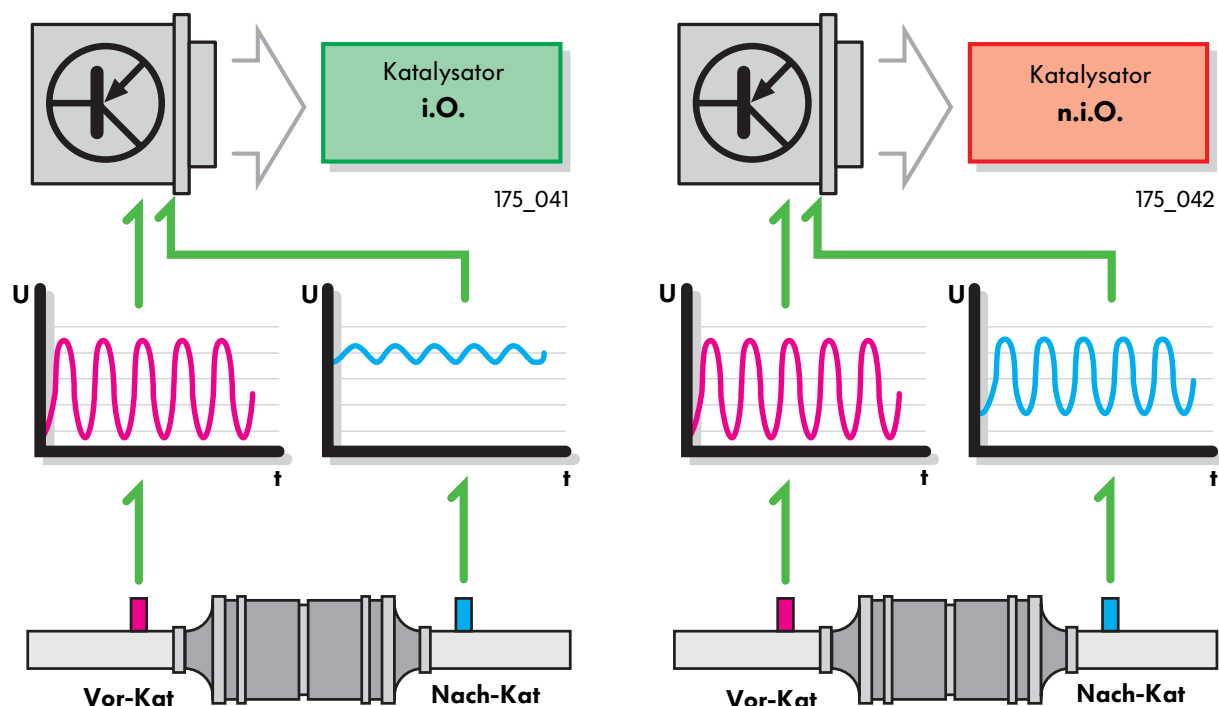 Katalysator
i.O.
175_041
U
t
U
t
Vor-Kat
Nach-Kat
Katalysator
n.i.O.
175_042
U
t
U
t
Vor-Kat
Nach-Kat